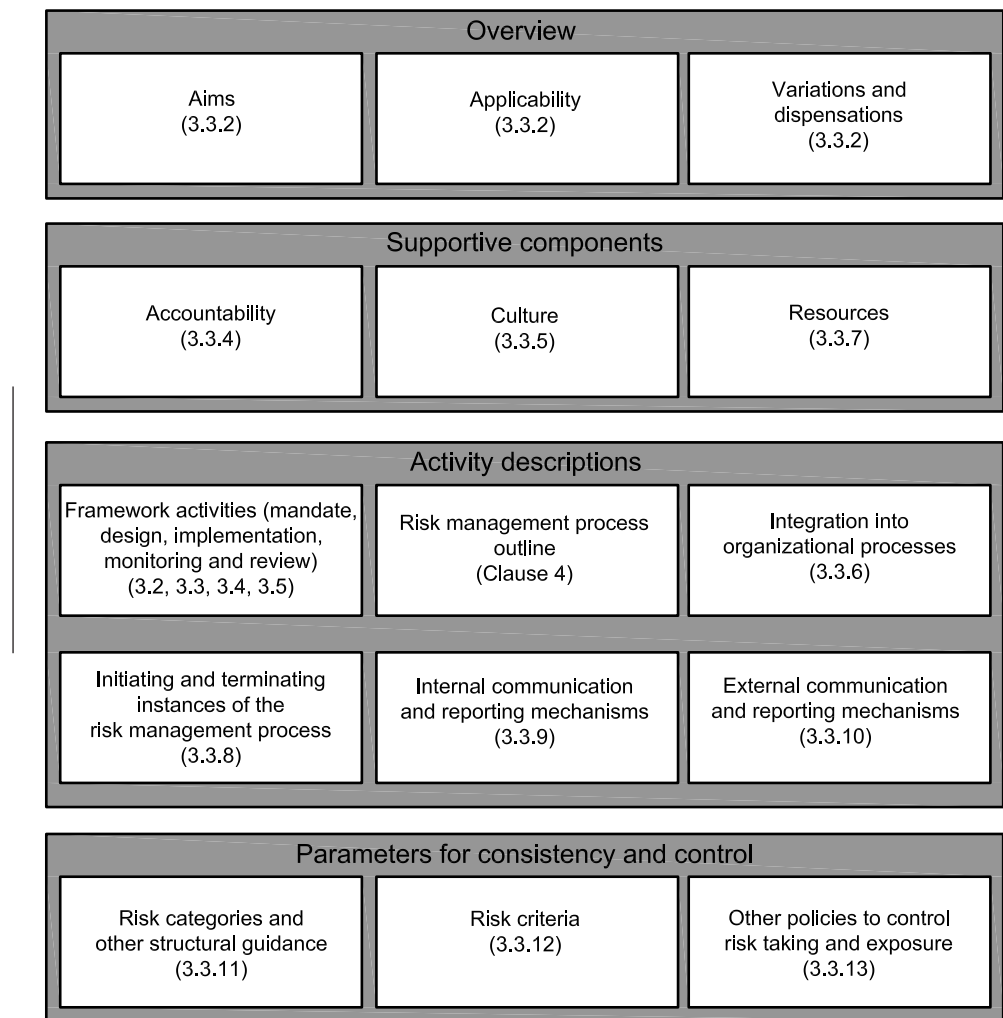 Overview
Aims
(3.3.2)
Applicability
(3.3.2)
Variations and
dispensations
(3.3.2)
Supportive components
Accountability
(3.3.4)
Culture
(3.3.5)
Resources
(3.3.7)
Activity descriptions
Framework activities (mandate,
design, implementation,
monitoring and review)
(3.2, 3.3, 3.4, 3.5)
Risk management process
outline
(Clause 4)
Integration into
organizational processes
(3.3.6)
Initiating and terminating
instances of the
risk management process
(3.3.8)
Internal communication
and reporting mechanisms
(3.3.9)
External communication
and reporting mechanisms
(3.3.10)
Parameters for consistency and control
Risk categories and
other structural guidance
(3.3.11)
Risk criteria
(3.3.12)
Other policies to control
risk taking and exposure
(3.3.13)